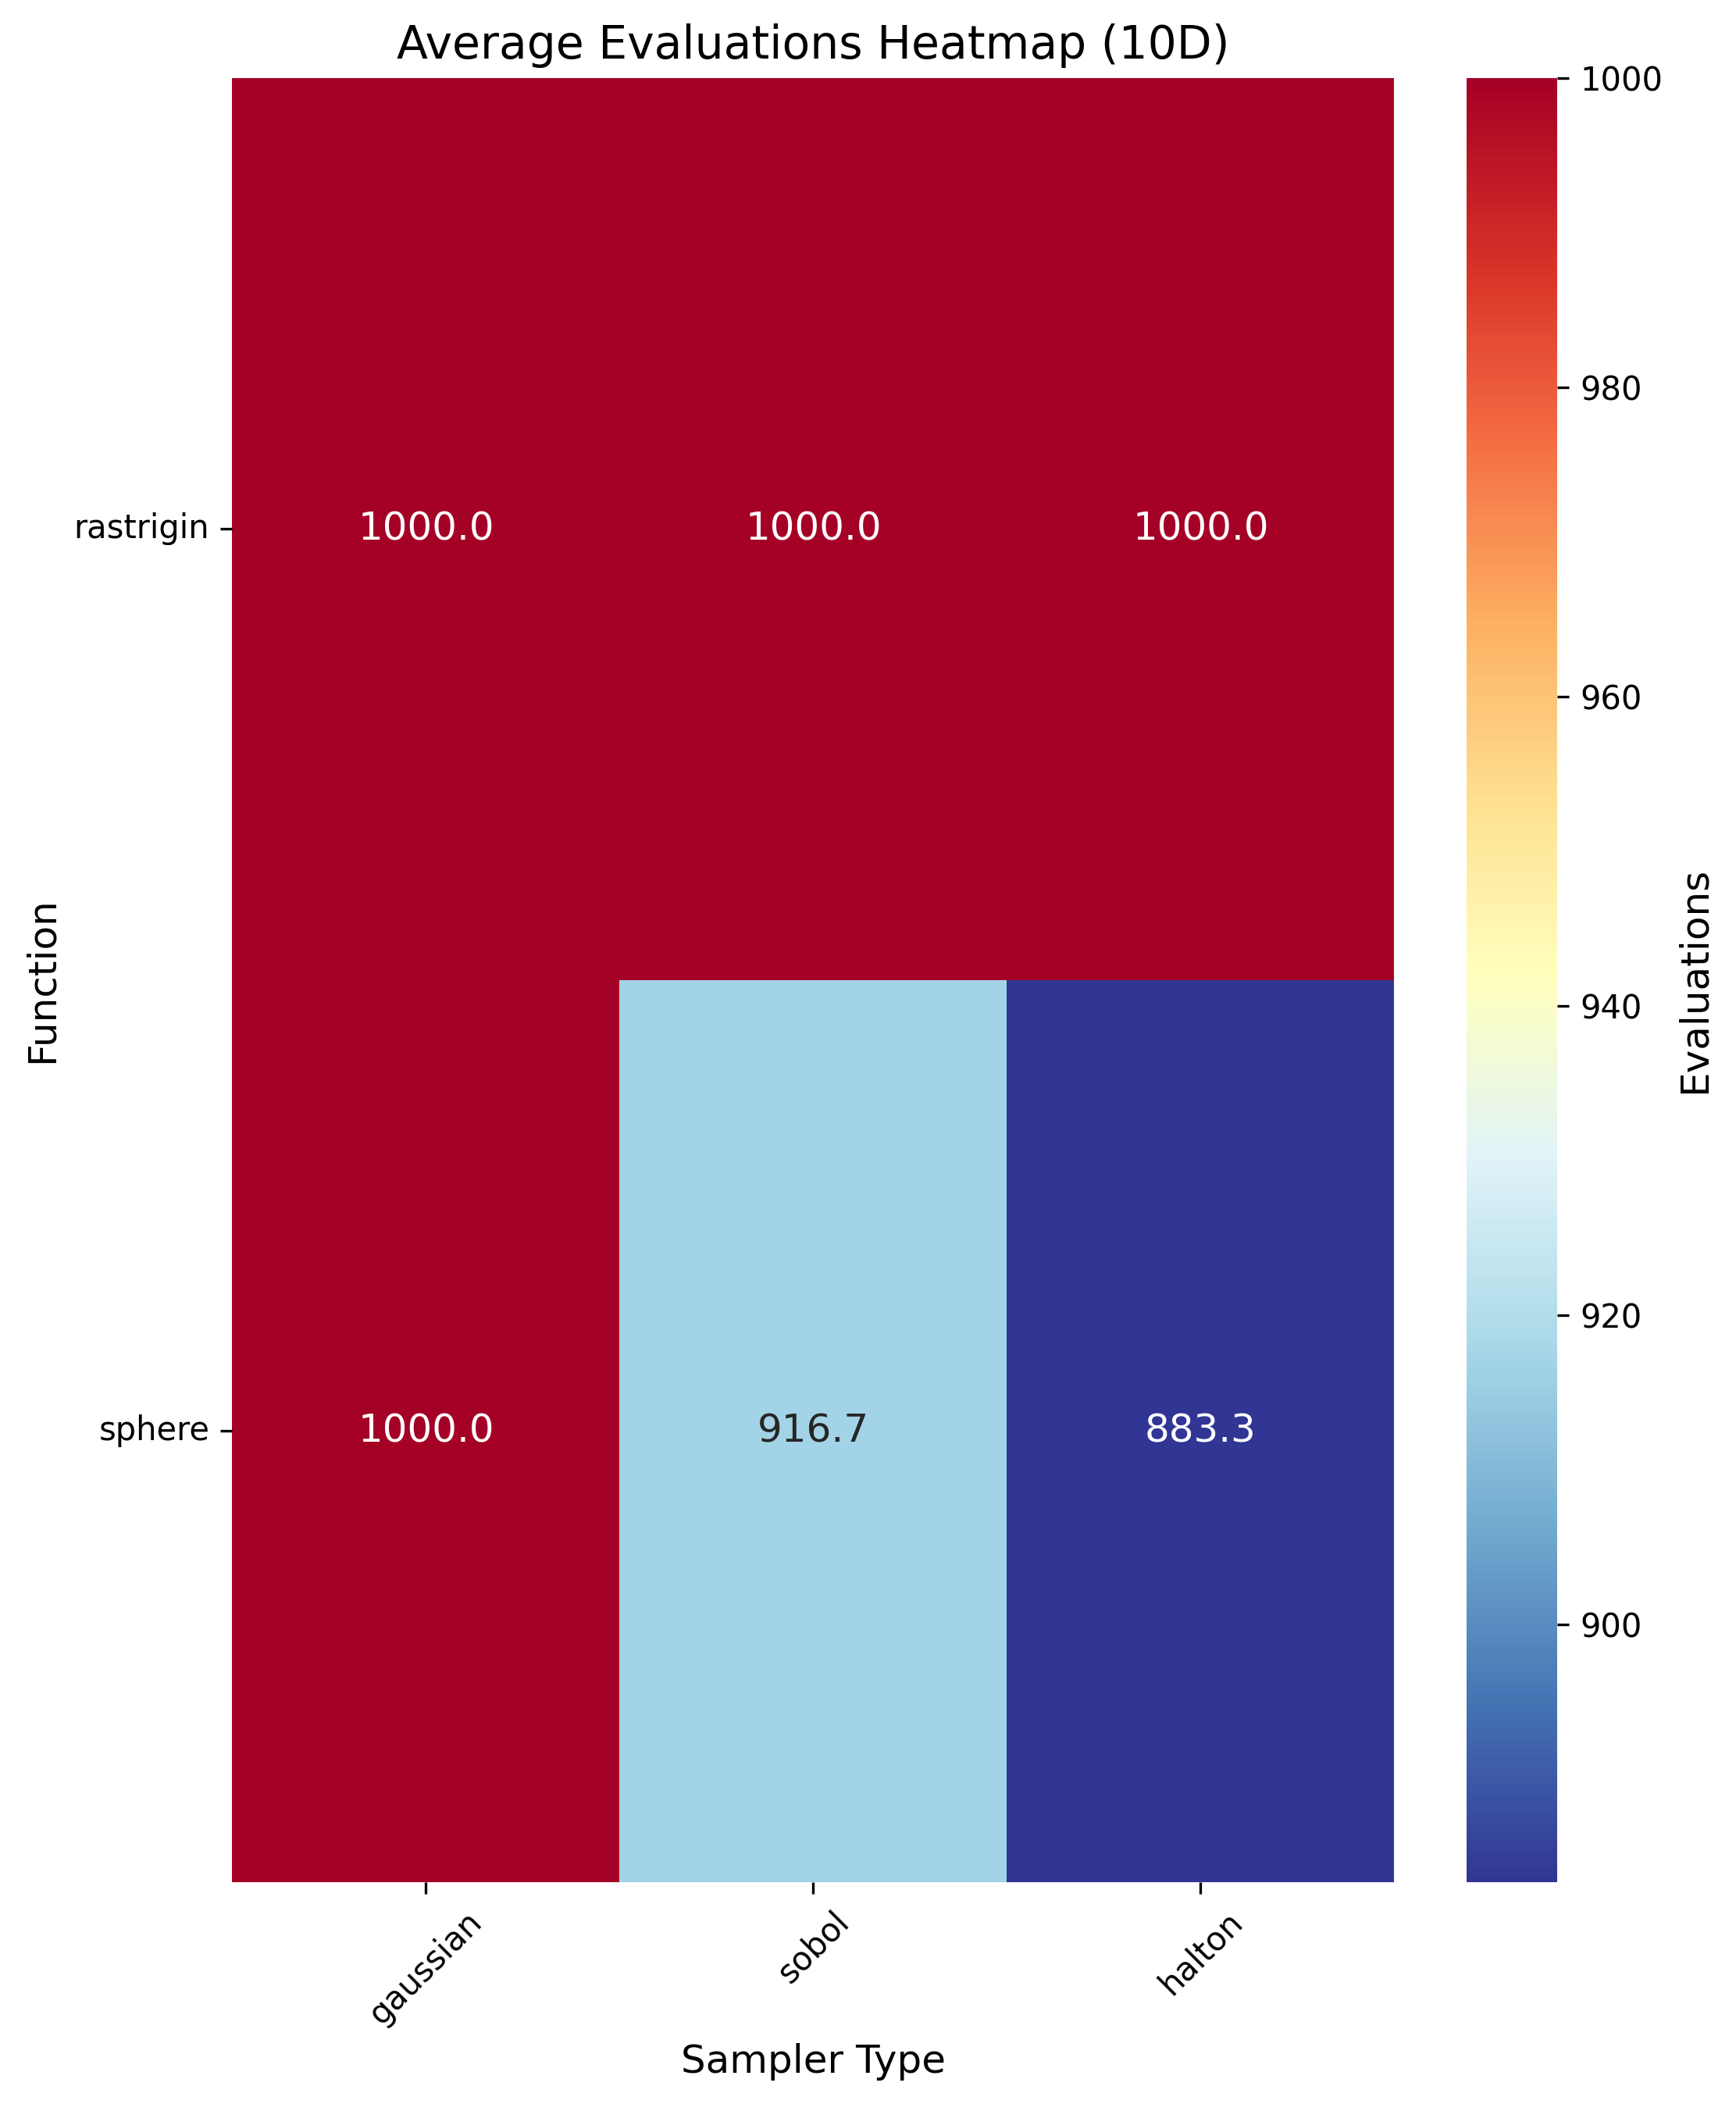 Average Evaluations Heatmap (10D)
1000
980
960
940
920
900
Evaluations
Function
rastrigin
1000.0 1000.0 1000.0
sphere
1000.0 916.7 883.3
gaussian sobol halton
Sampler Type